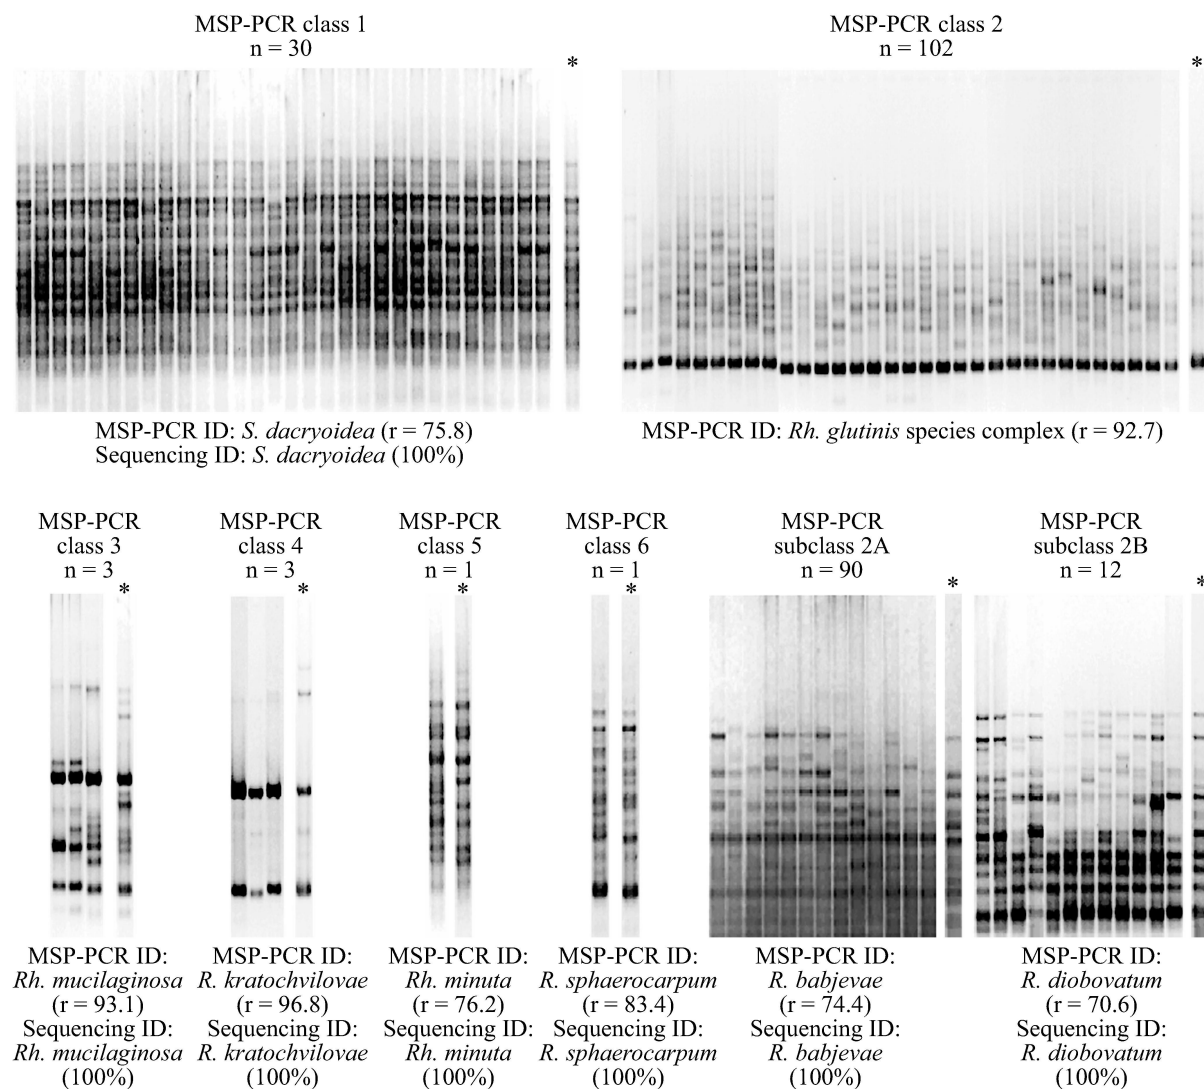 MSP-PCR class 1
n = 30
*
MSP-PCR ID: S. dacryoidea (r = 75.8)
Sequencing ID: S. dacryoidea (100%)
MSP-PCR class 2
n = 102
*
MSP-PCR ID: Rh. glutinis species complex (r = 92.7)
MSP-PCR
class 3
n = 3
*
MSP-PCR ID:
Rh. mucilaginosa
(r = 93.1)
Sequencing ID:
Rh. mucilaginosa
(100%)
MSP-PCR
class 4
n = 3
*
MSP-PCR ID:
R. kratochvilovae
(r = 96.8)
Sequencing ID:
R. kratochvilovae
(100%)
MSP-PCR
class 5
n = 1
*
MSP-PCR ID:
Rh. minuta
(r = 76.2)
Sequencing ID:
Rh. minuta
(100%)
MSP-PCR
class 6
n = 1
*
MSP-PCR ID:
R. sphaerocarpum
(r = 83.4)
Sequencing ID:
R. sphaerocarpum
(100%)
MSP-PCR
subclass 2A
n = 90
*
MSP-PCR ID:
R. babjevae
(r = 74.4)
Sequencing ID:
R. babjevae
(100%)
MSP-PCR
subclass 2B
n = 12
*
MSP-PCR ID:
R. diobovatum
(r = 70.6)
Sequencing ID:
R. diobovatum
(100%)